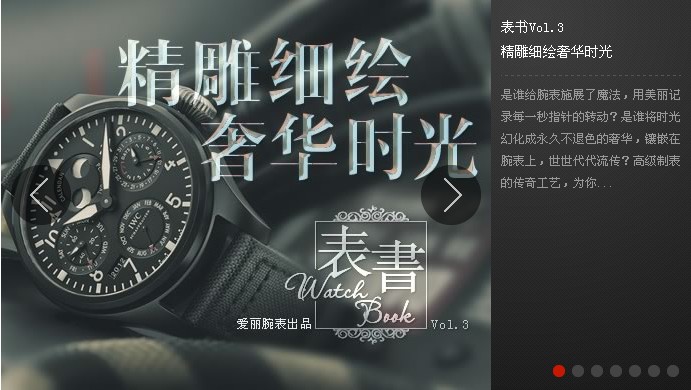 精雕细绘
奢华时光
IWC
SCHAFFHAUSEN
表書
Watch
Book
爱丽腕表出品
Vol.3
表书Vol.3
精雕细绘奢华时光
是谁给腕表施展了魔法，用美丽记
录每一秒指针的转动？是谁将时光
幻化成永久不退色的奢华，镶嵌在
腕表上，世世代代流传？高级制表
的传奇工艺，为你...